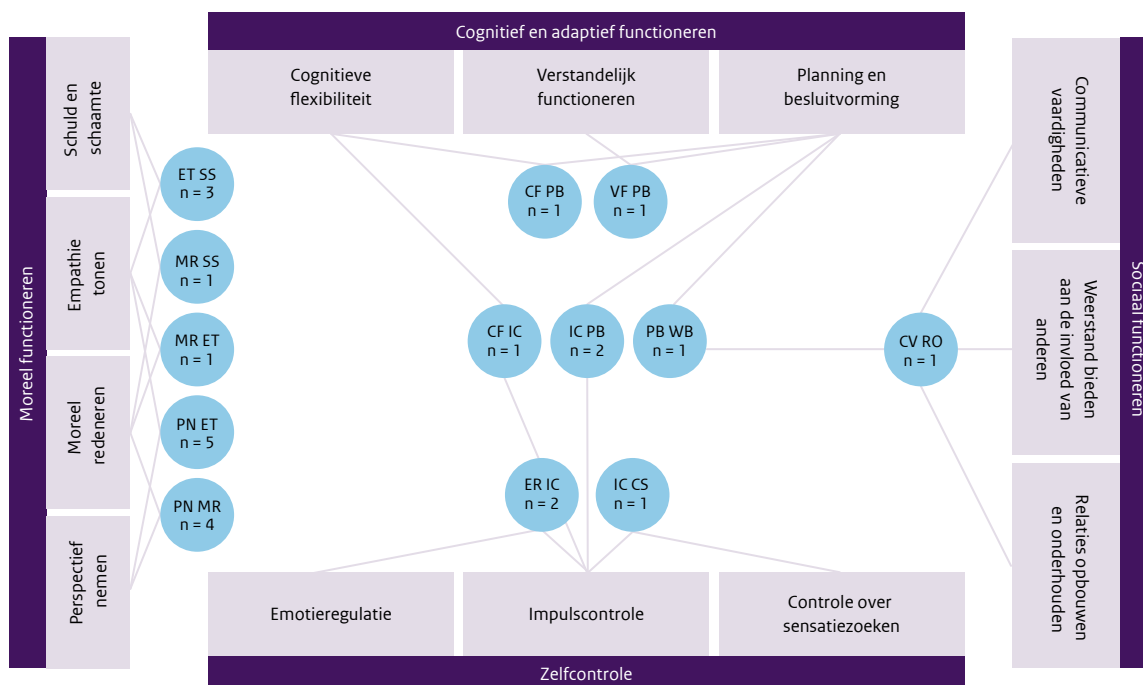 Cognitief en adaptief functioneren
Cognitieve
flexibiliteit
Verstandelijk
functioneren
Planning en
besluitvorming
Moreel functioneren
Schuld en
schaamte
Empathie
tonen
Moreel
redeneren
Perspectief
nemen
ET SS
n = 3
MR SS
n = 1
MR ET
n = 1
PN ET
n = 5
PN MR
n = 4
CF PB
n = 1
VF PB
n = 1
CF IC
n = 1
IC PB
n = 2
PB WB
n = 1
CV RO
n = 1
ER IC
n = 2
IC CS
n = 1
Communicatieve
vaardigheden
Weerstand bieden
aan de invloed van
anderen
Relaties opbouwen
en onderhouden
Sociaal functioneren
Emotieregulatie
Impulscontrole
Controle over
sensatiezoeken
Zelfcontrole